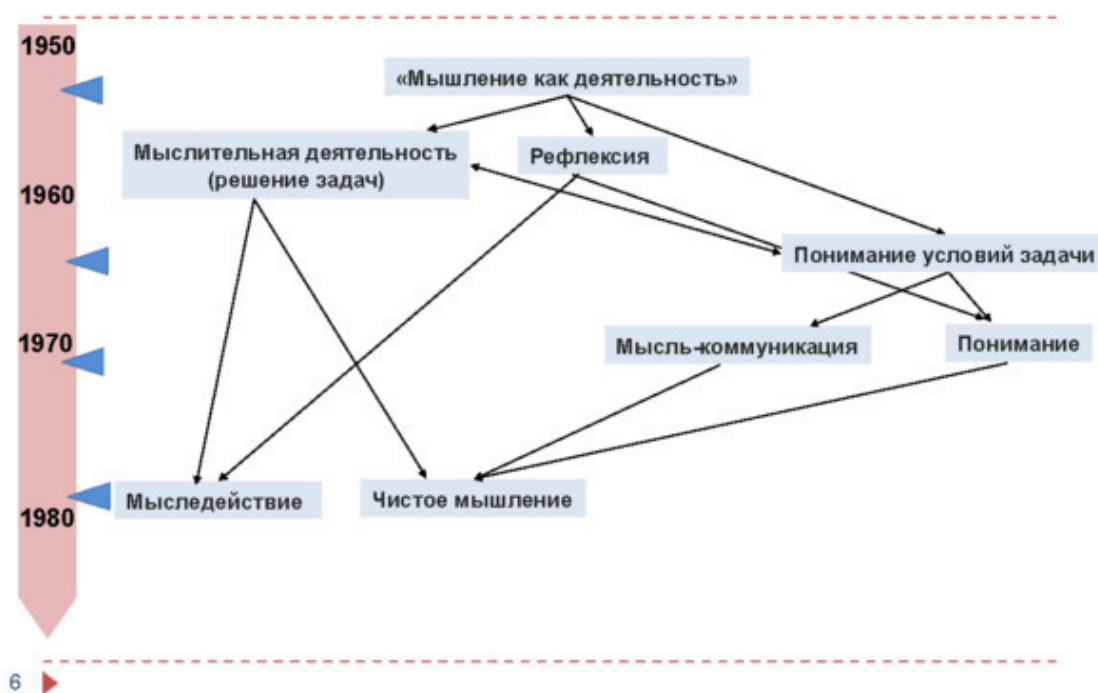 1950
«Мышление как деятельность»
Мыслительная деятельность
(решение задач)
Рефлексия
1960
Понимание условий задачи
1970
Мысль-коммуникация
Понимание
Мыследействие
Чистое мышление
1980
6